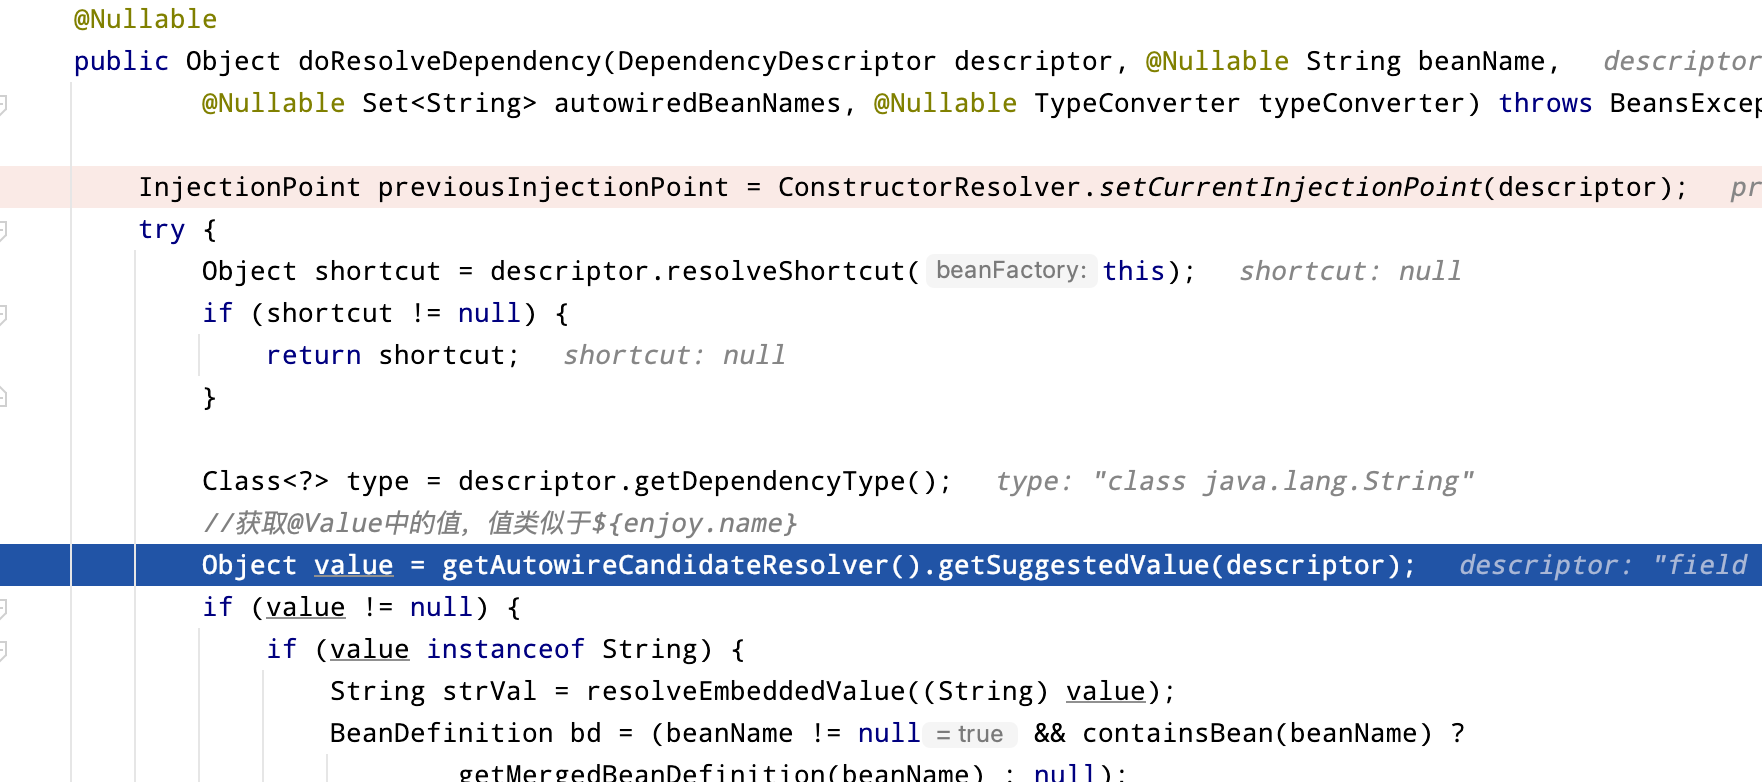 @Nullable
public Object doResolveDependency(DependencyDescriptor descriptor, @Nullable String beanName,   descriptor
@Nullable Set<String> autowiredBeanNames, @Nullable TypeConverter typeConverter) throws BeansExcep
InjectionPoint previousInjectionPoint = ConstructorResolver.setCurrentInjectionPoint(descriptor);   pr
try {
Object shortcut = descriptor.resolveShortcut( beanFactory: this);   shortcut: null
if (shortcut != null) {
return shortcut;   shortcut: null
}
Class<?> type = descriptor.getDependencyType();   type: "class java.lang.String"
//获取@Value中的值，值类似于${enjoy.name}
Object value = getAutowireCandidateResolver().getSuggestedValue(descriptor);   descriptor: "field
if (value != null) {
if (value instanceof String) {
String strVal = resolveEmbeddedValue((String) value);
BeanDefinition bd = (beanName != null = true && containsBean(beanName) ?
getMergedBeanDefinition(beanName) : null);